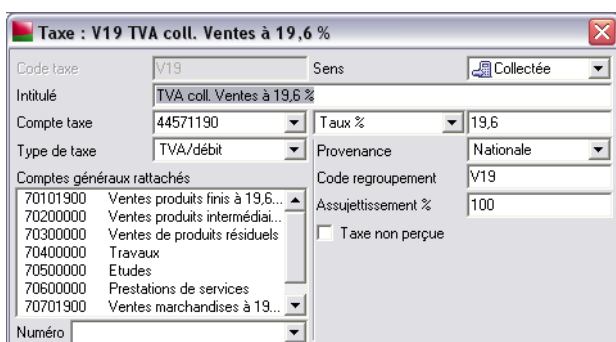 Taxe : V19 TVA coll. Ventes à 19,6 %
Code taxe V19 Sens Collectée
Intitulé TVA coll. Ventes à 19,6 %
Compte taxe 44571190 Taux % 19,6
Type de taxe TVA/débit Provenance Nationale
Comptes généraux rattachés Code regroupement V19
70101900 Ventes produits finis à 19,6...
70200000 Ventes produits intermédiai...
Assujettissement % 100
70300000 Ventes de produits résiduels
Taxe non perçue
70400000 Travaux
70500000 Etudes
70600000 Prestations de services
70701900 Ventes marchandises à 19...
Numéro